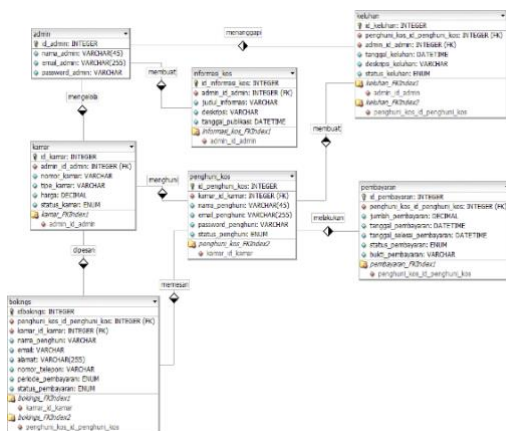 admin
id_admin: INTEGER
nama_admin: VARCHAR(45)
email_admin: VARCHAR(255)
password_admin: VARCHAR
menanggapi
keluhan
id_keluhan: INTEGER
penghuni_kos_id_penghuni_kos: INTEGER (FK)
admin_id_admin: INTEGER (FK)
tanggal_keluhan: DATETIME
deskripsi_keluhan: VARCHAR
status_keluhan: ENUM
keluhan_FKIndex1
admin_id_admin
keluhan_FKIndex2
penghuni_kos_id_penghuni_kos
membuat
informasi_kos
id_informasi_kos: INTEGER
admin_id_admin: INTEGER (FK)
judul_informasi: VARCHAR
deskripsi: VARCHAR
tanggal_publikasi: DATETIME
informasi_kos_FKIndex1
admin_id_admin
mengelola
membuat
kamar
id_kamar: INTEGER
admin_id_admin: INTEGER (FK)
nomor_kamar: VARCHAR
tipe_kamar: VARCHAR
harga: DECIMAL
status_kamar: ENUM
kamar_FKIndex1
admin_id_admin
menghuni
penghuni_kos
id_penghuni_kos: INTEGER
kamar_id_kamar: INTEGER (FK)
nama_penghuni: VARCHAR(45)
email_penghuni: VARCHAR(255)
password_penghuni: VARCHAR
status_penghuni: ENUM
penghuni_kos_FKIndex2
kamar_id_kamar
melakukan
pembayaran
id_pembayaran: INTEGER
penghuni_kos_id_penghuni_kos: INTEGER (FK)
jumlah_pembayaran: DECIMAL
tanggal_pembayaran: DATETIME
tanggal_selesa_pembayaran: DATETIME
status_pembayaran: ENUM
bukti_pembayaran: VARCHAR
pembayaran_FKIndex1
penghuni_kos_id_penghuni_kos
dipesan
memesan
bokings
idbokings: INTEGER
penghuni_kos_id_penghuni_kos: INTEGER (FK)
kamar_id_kamar: INTEGER (FK)
nama_penghuni: VARCHAR
email: VARCHAR
alamat: VARCHAR(255)
nomor_telepon: VARCHAR
periode_pembayaran: ENUM
status_pembayaran: ENUM
bokings_FKIndex1
kamar_id_kamar
bokings_FKIndex2
penghuni_kos_id_penghuni_kos